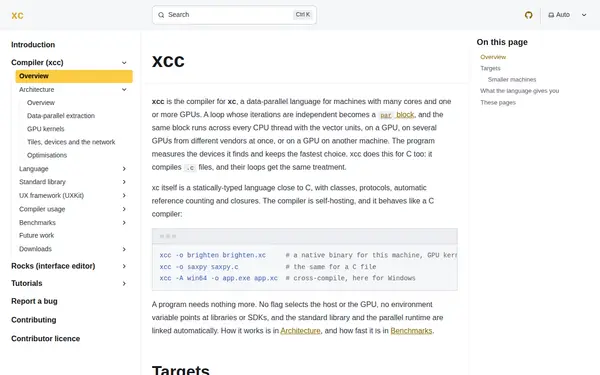 xc
Search
Ctrl K
Auto
Introduction
Compiler (xcc)
Overview
Architecture
Overview
Data-parallel extraction
GPU kernels
Tiles, devices and the network
Optimisations
Language
Standard library
UX framework (UXKit)
Compiler usage
Benchmarks
Future work
Downloads
Rocks (interface editor)
Tutorials
Report a bug
Contributing
Contributor licence
xcc
xcc is the compiler for xc, a data-parallel language for machines with many cores and one
or more GPUs. A loop whose iterations are independent becomes a par block, and the
same block runs across every CPU thread with the vector units, on a GPU, on several
GPUs from different vendors at once, or on a GPU on another machine. The program
measures the devices it finds and keeps the fastest choice. xcc does this for C too: it
compiles .c files, and their loops get the same treatment.
xc itself is a statically-typed language close to C, with classes, protocols, automatic
reference counting and closures. The compiler is self-hosting, and it behaves like a C
compiler:
xcc -o brighten brighten.xc # a native binary for this machine, GPU kern
xcc -o saxpy saxpy.c # the same for a C file
xcc -A win64 -o app.exe app.xc # cross-compile, here for Windows
A program needs nothing more. No flag selects the host or the GPU, no environment
variable points at libraries or SDKs, and the standard library and the parallel runtime are
linked automatically. How it works is in Architecture, and how fast it is in Benchmarks.
Targets
On this page
Overview
Targets
Smaller machines
What the language gives you
These pages